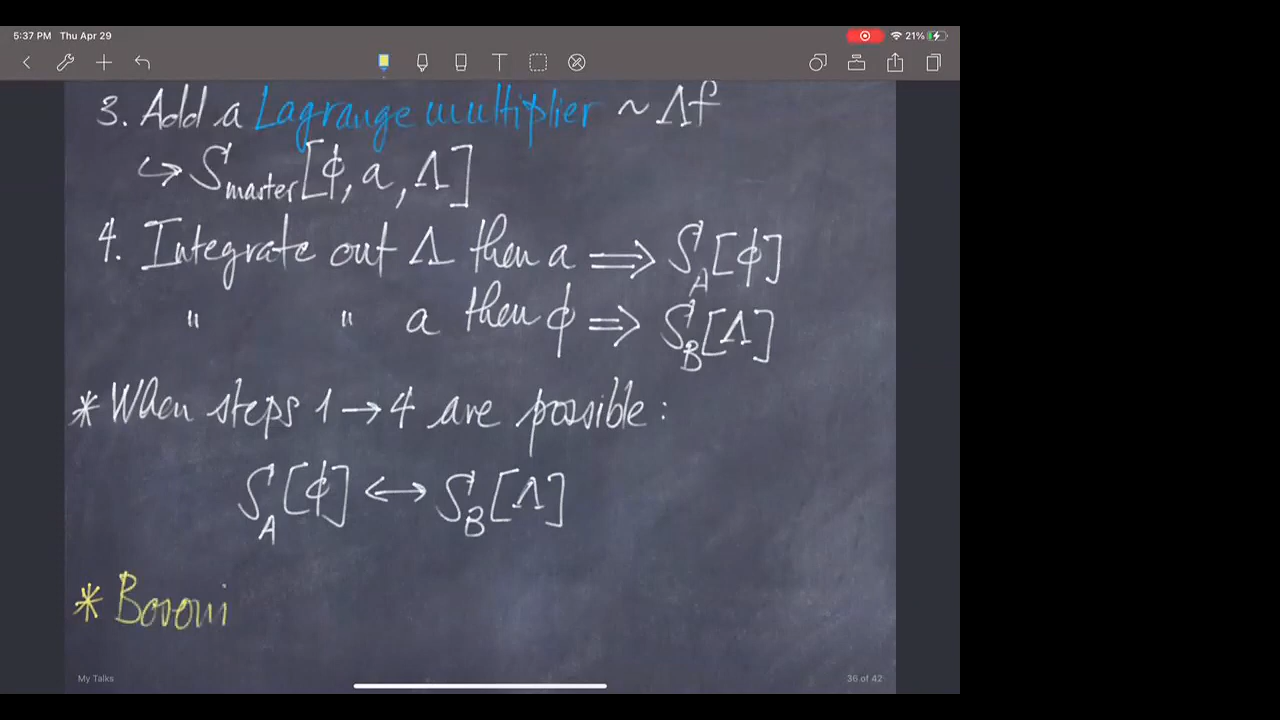 5:37 PM Thu Apr 29
21%
3. Add a Lagrange multiplier ~ Λf
↪ S_master[ϕ, a, Λ]
4. Integrate out Λ then a ⟹ S_A[ϕ]
" " a then ϕ ⟹ S_B[Λ]
* When steps 1→4 are possible:
S_A[ϕ] ↔ S_B[Λ]
* Bosoni
My Talks
36 of 42